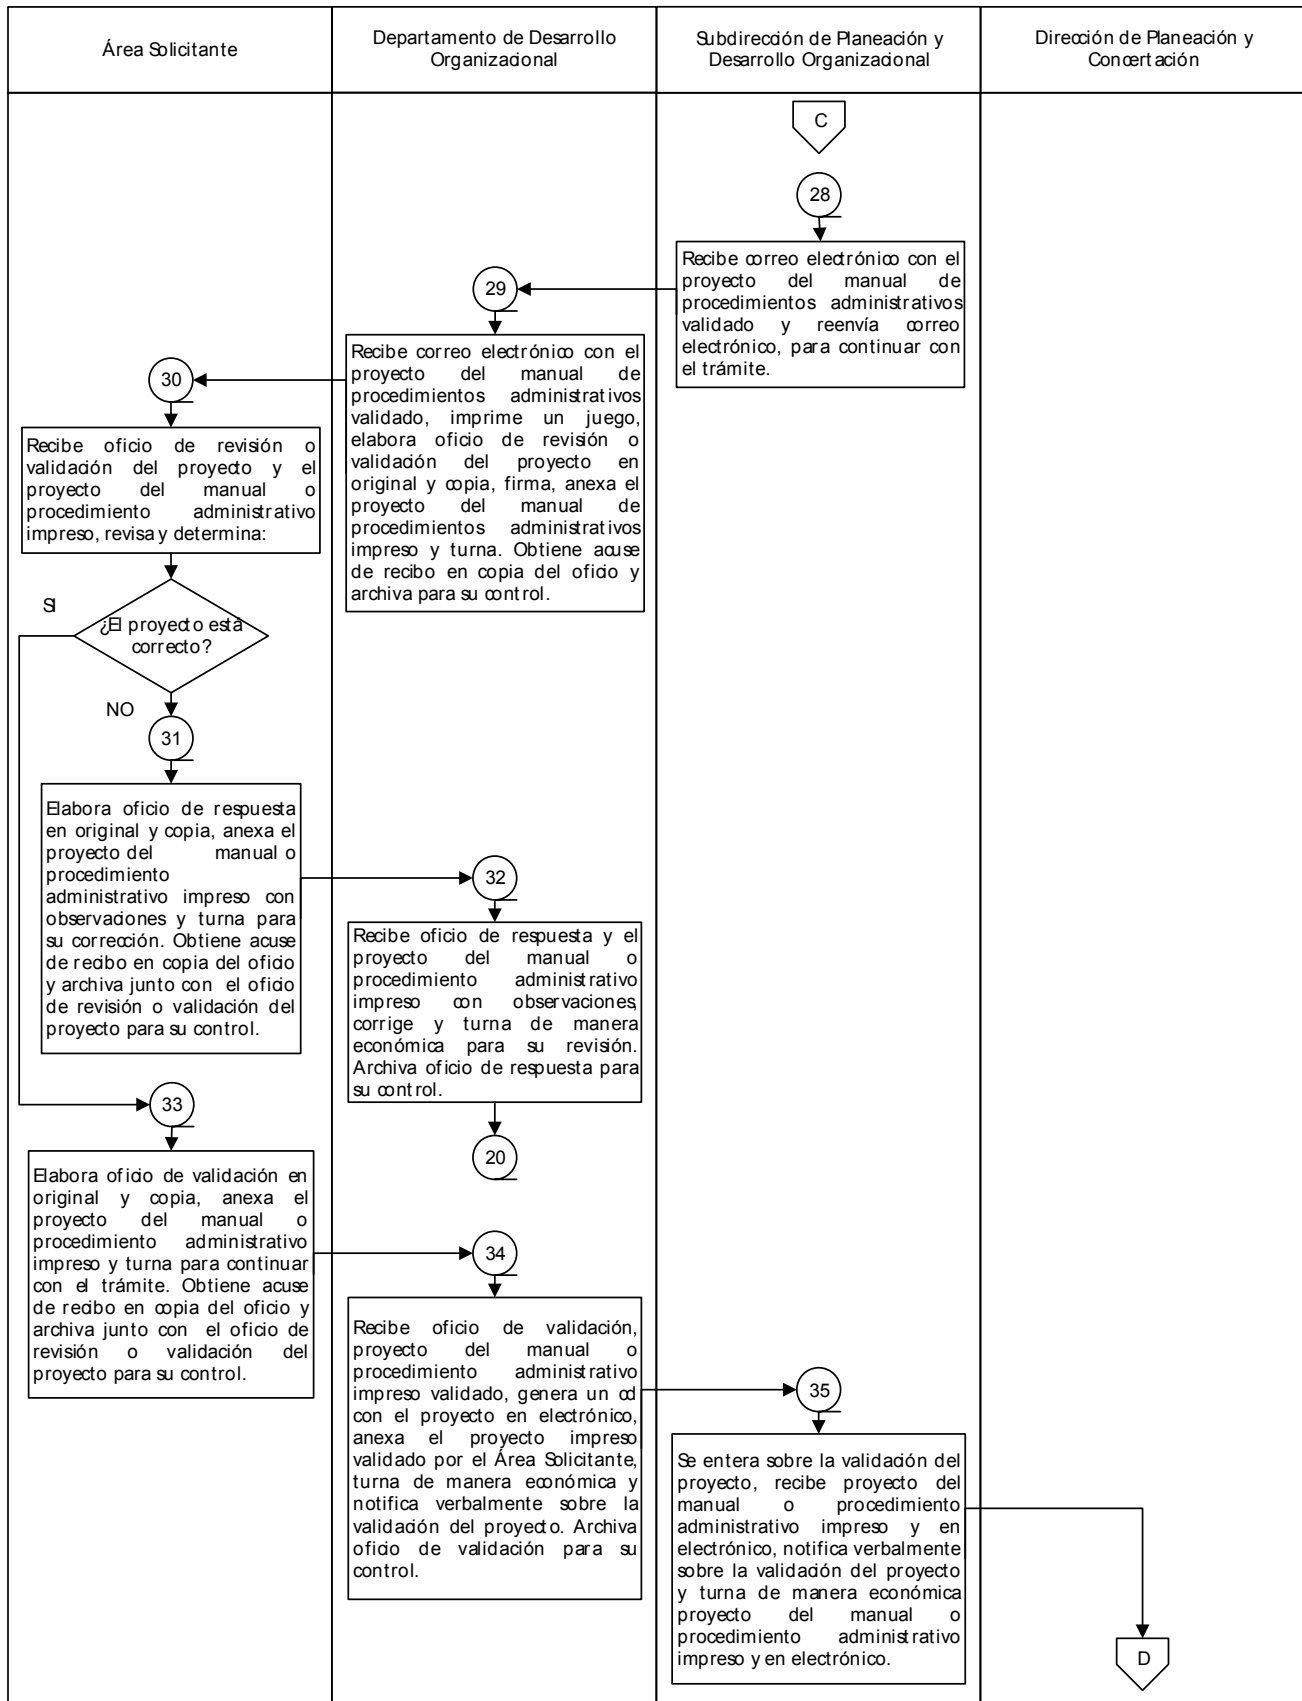 Área Solicitante
Departamento de Desarrollo
Organizacional
Subdirección de Planeación y
Desarrollo Organizacional
Dirección de Planeación y
Concertación
C
28
Recibe correo electrónico con el
proyecto del manual de
procedimientos administrativos
validado y reenvía correo
electrónico, para continuar con
el trámite.
29
Recibe correo electrónico con el
proyecto del manual de
procedimientos administrativos
validado, imprime un juego,
elabora oficio de revisión o
validación del proyecto en
original y copia, firma, anexa el
proyecto del manual de
procedimientos administrativos
impreso y turna. Obtiene acuse
de recibo en copia del oficio y
archiva para su control.
30
Recibe oficio de revisión o
validación del proyecto y el
proyecto del manual o
procedimiento administrativo
impreso, revisa y determina:
SI
¿El proyecto está
correcto?
NO
31
Elabora oficio de respuesta
en original y copia, anexa el
proyecto del manual o
procedimiento
administrativo impreso con
observaciones y turna para
su corrección. Obtiene acuse
de recibo en copia del oficio
y archiva junto con el oficio
de revisión o validación del
proyecto para su control.
32
Recibe oficio de respuesta y el
proyecto del manual o
procedimiento administrativo
impreso con observaciones,
corrige y turna de manera
económica para su revisión.
Archiva oficio de respuesta para
su control.
20
33
Elabora oficio de validación en
original y copia, anexa el
proyecto del manual o
procedimiento administrativo
impreso y turna para continuar
con el trámite. Obtiene acuse
de recibo en copia del oficio y
archiva junto con el oficio de
revisión o validación del
proyecto para su control.
34
Recibe oficio de validación,
proyecto del manual o
procedimiento administrativo
impreso validado, genera un cd
con el proyecto en electrónico,
anexa el proyecto impreso
validado por el Área Solicitante,
turna de manera económica y
notifica verbalmente sobre la
validación del proyecto. Archiva
oficio de validación para su
control.
35
Se entera sobre la validación del
proyecto, recibe proyecto del
manual o procedimiento
administrativo impreso y en
electrónico, notifica verbalmente
sobre la validación del proyecto
y turna de manera económica
proyecto del manual o
procedimiento administrativo
impreso y en electrónico.
D